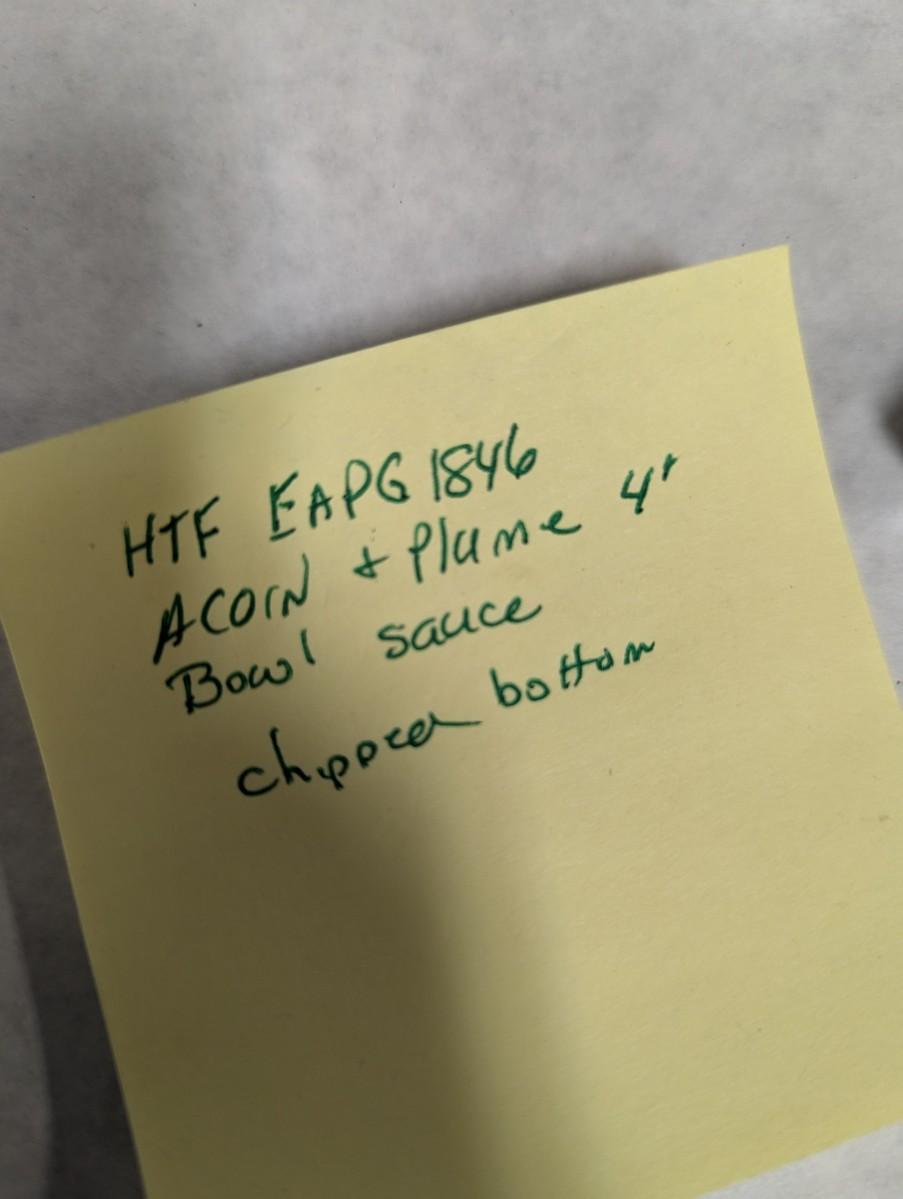 HTF EAPG 1846
ACORN + Plume 4"
Bowl sauce
chipped bottom